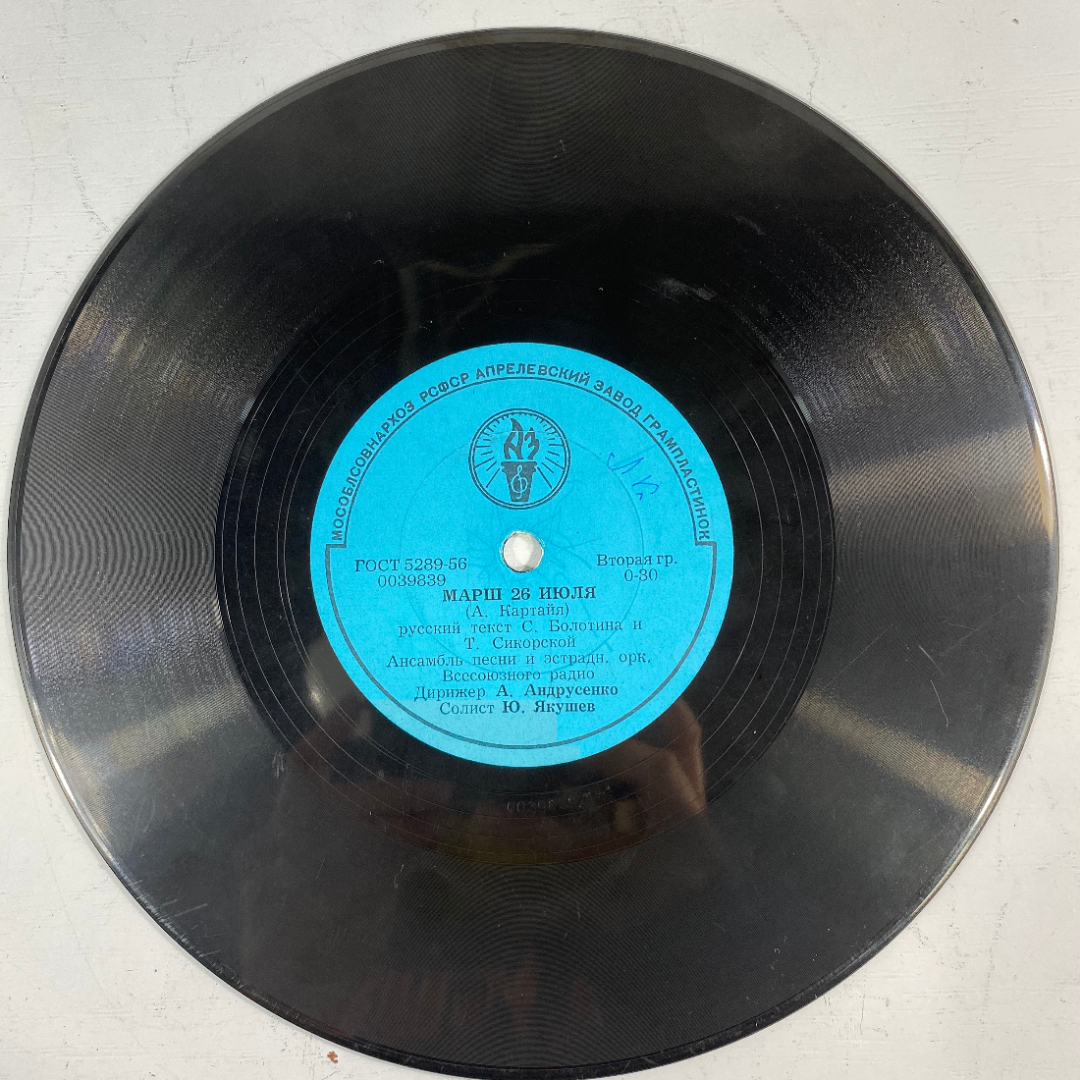 МОСОБЛСОВНАРХОЗ РСФСР АПРЕЛЕВСКИЙ ЗАВОД ГРАМПЛАСТИНОК
АЗ
ГОСТ 5289-56
0039839
Вторая гр.
0-30
МАРШ 26 ИЮЛЯ
(А. Картайя)
русский текст С. Болотина и
Т. Сикорской
Ансамбль песни и эстрадн. орк.
Всесоюзного радио
Дирижер А. Андрусенко
Солист Ю. Якушев